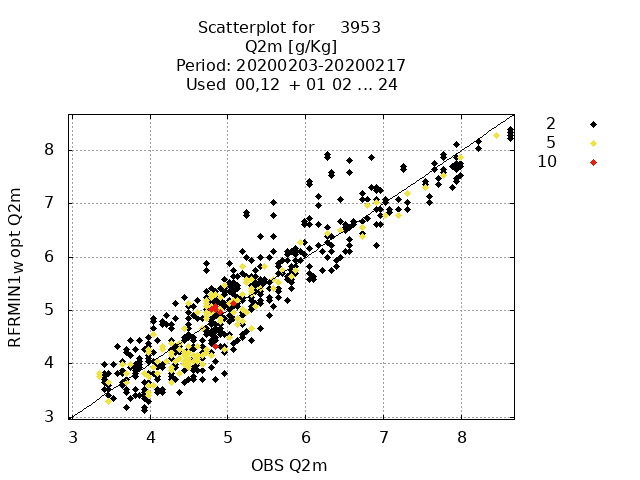 Scatterplot for 3953
Q2m [g/Kg]
Period: 20200203-20200217
Used 00,12 + 01 02 ... 24
2
5
10
8
7
6
5
4
3
RFRMIN1w opt Q2m
3 4 5 6 7 8
OBS Q2m